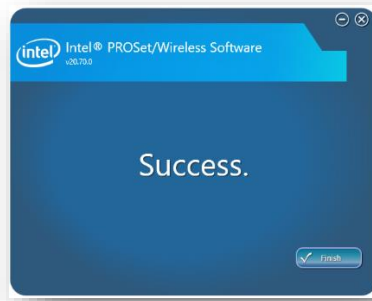 intel
Intel® PROSet/Wireless Software
v20.70.0
Success.
Finish